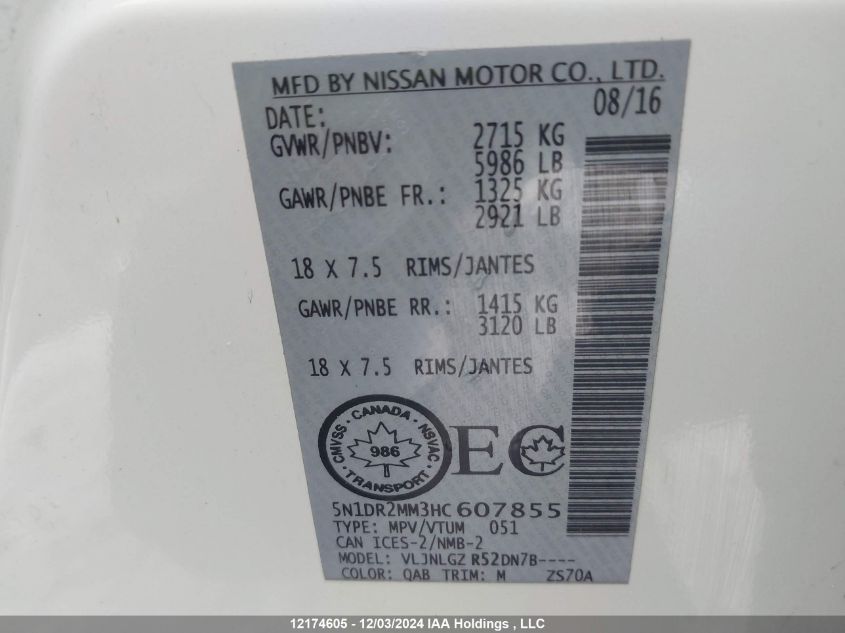 MFD BY NISSAN MOTOR CO., LTD.
DATE: 08/16
GVWR/PNBV: 2715 KG
5986 LB
GAWR/PNBE FR.: 1325 KG
2921 LB
18 X 7.5 RIMS/JANTES
GAWR/PNBE RR.: 1415 KG
3120 LB
18 X 7.5 RIMS/JANTES
CMVSS · CANADA · NSVAC
986
· TRANSPORT ·
EC
5N1DR2MM3HC607855
TYPE: MPV/VTUM 051
CAN ICES-2/NMB-2
MODEL: VLJNLGZ R52DN7B----
COLOR: QAB TRIM: M ZS70A
12174605 - 12/03/2024 IAA Holdings , LLC